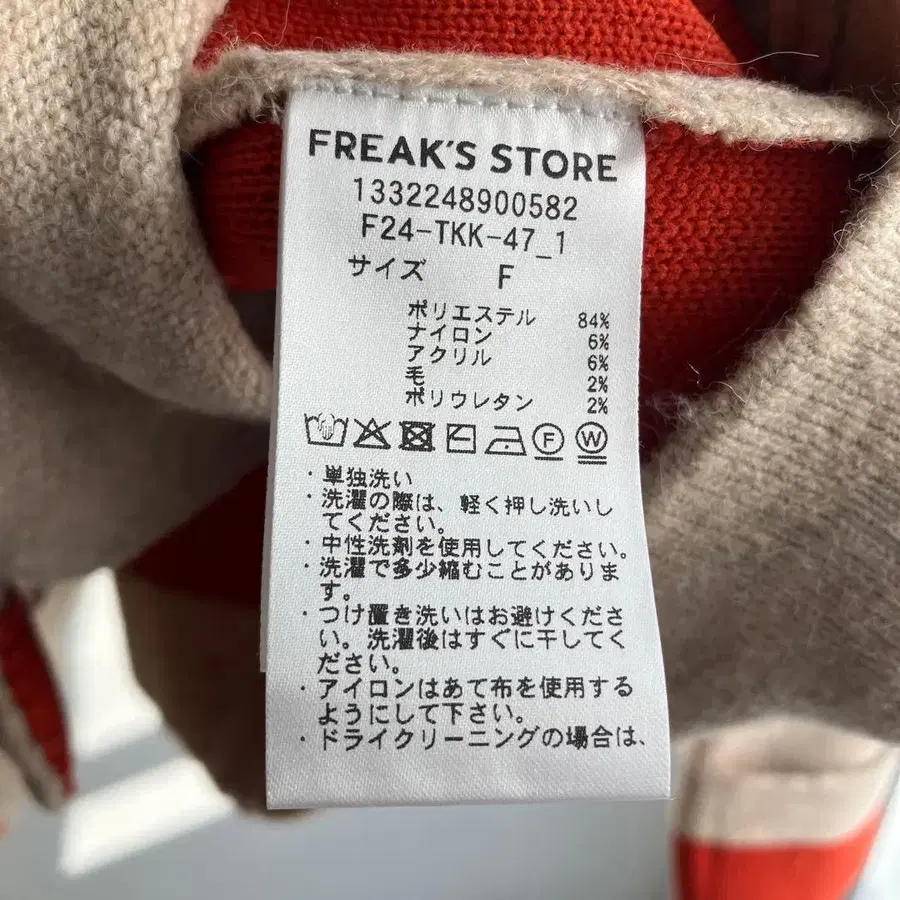 FREAK'S STORE
1332248900582
F24-TKK-47_1
サイズ F
ポリエステル 84%
ナイロン 6%
アクリル 6%
毛 2%
ポリウレタン 2%
F W
・単独洗い
・洗濯の際は、軽く押し洗いし
てください。
・中性洗剤を使用してください。
・洗濯で多少縮むことがありま
す。
・つけ置き洗いはお避けくださ
い。洗濯後はすぐに干してく
ださい。
・アイロンはあて布を使用する
ようにして下さい。
・ドライクリーニングの場合は、